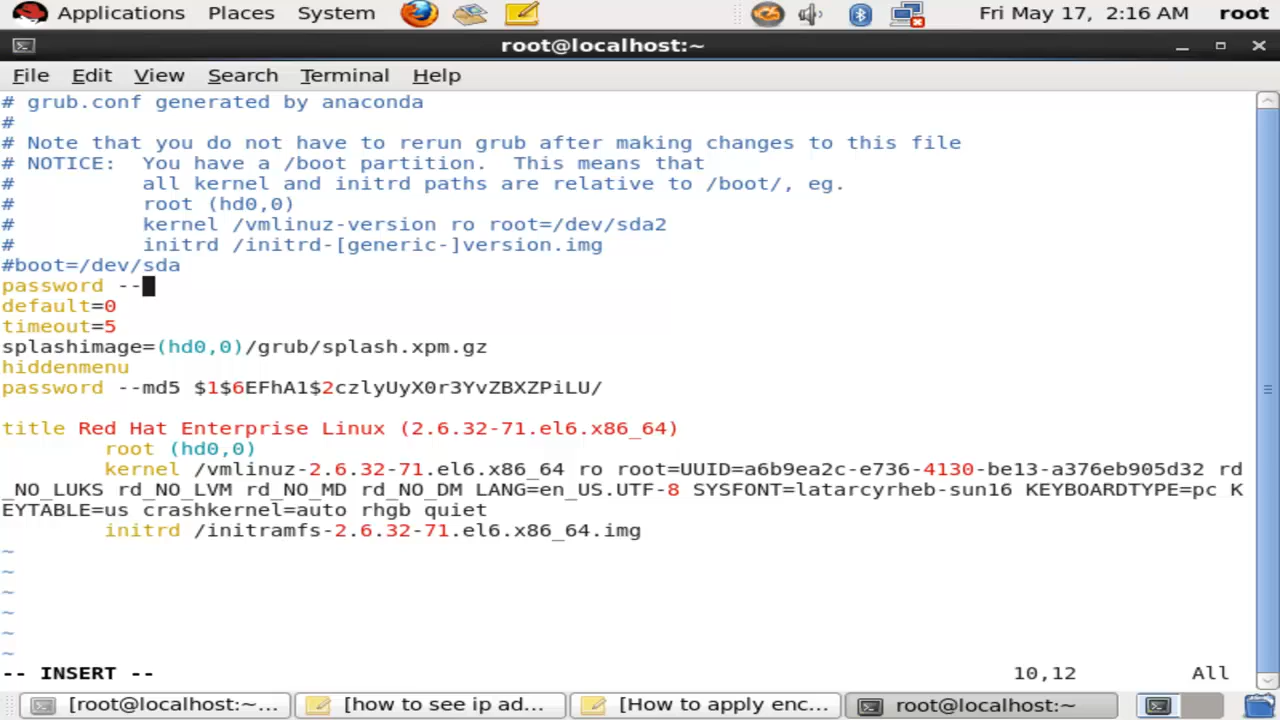 Applications Places System Fri May 17, 2:16 AM root
root@localhost:~
File Edit View Search Terminal Help
# grub.conf generated by anaconda
#
# Note that you do not have to rerun grub after making changes to this file
# NOTICE:  You have a /boot partition.  This means that
#          all kernel and initrd paths are relative to /boot/, eg.
#          root (hd0,0)
#          kernel /vmlinuz-version ro root=/dev/sda2
#          initrd /initrd-[generic-]version.img
#boot=/dev/sda
password --
default=0
timeout=5
splashimage=(hd0,0)/grub/splash.xpm.gz
hiddenmenu
password --md5 $1$6EFhA1$2czlyUyX0r3YvZBXZPiLU/
title Red Hat Enterprise Linux (2.6.32-71.el6.x86_64)
root (hd0,0)
kernel /vmlinuz-2.6.32-71.el6.x86_64 ro root=UUID=a6b9ea2c-e736-4130-be13-a376eb905d32 rd
_NO_LUKS rd_NO_LVM rd_NO_MD rd_NO_DM LANG=en_US.UTF-8 SYSFONT=latarcyrheb-sun16 KEYBOARDTYPE=pc K
EYTABLE=us crashkernel=auto rhgb quiet
initrd /initramfs-2.6.32-71.el6.x86_64.img
~
~
~
~
~
~
-- INSERT -- 10,12 All
[root@localhost:~... [how to see ip ad... [How to apply enc... root@localhost:~